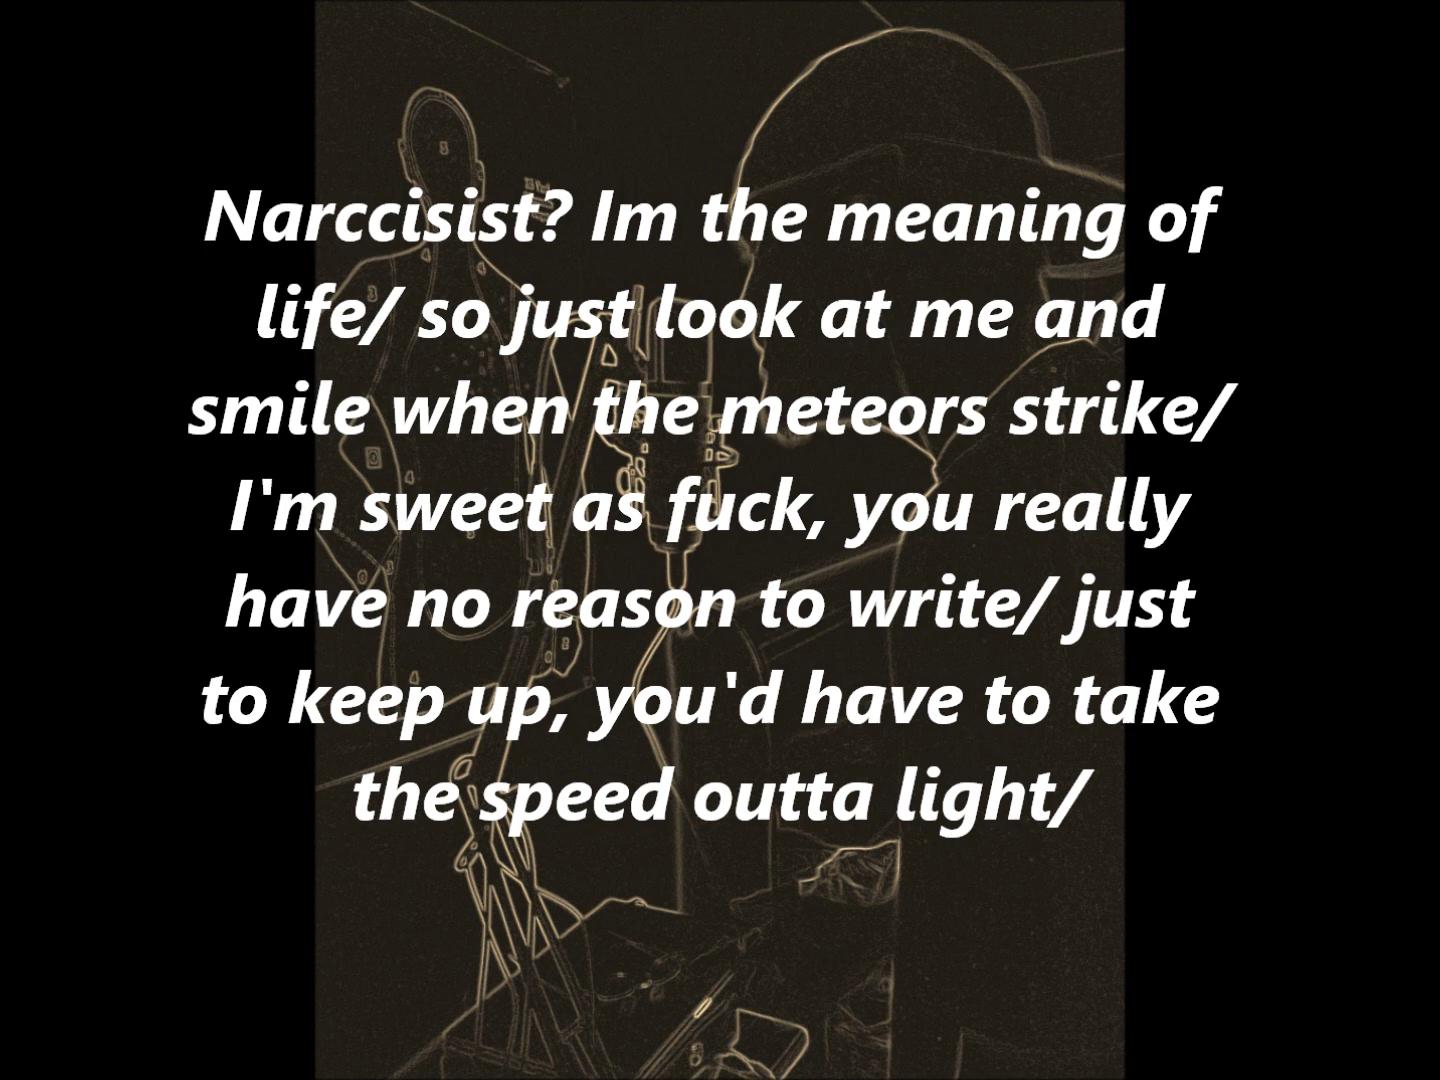 Narccisist? Im the meaning of
life/ so just look at me and
smile when the meteors strike/
I'm sweet as fuck, you really
have no reason to write/ just
to keep up, you'd have to take
the speed outta light/